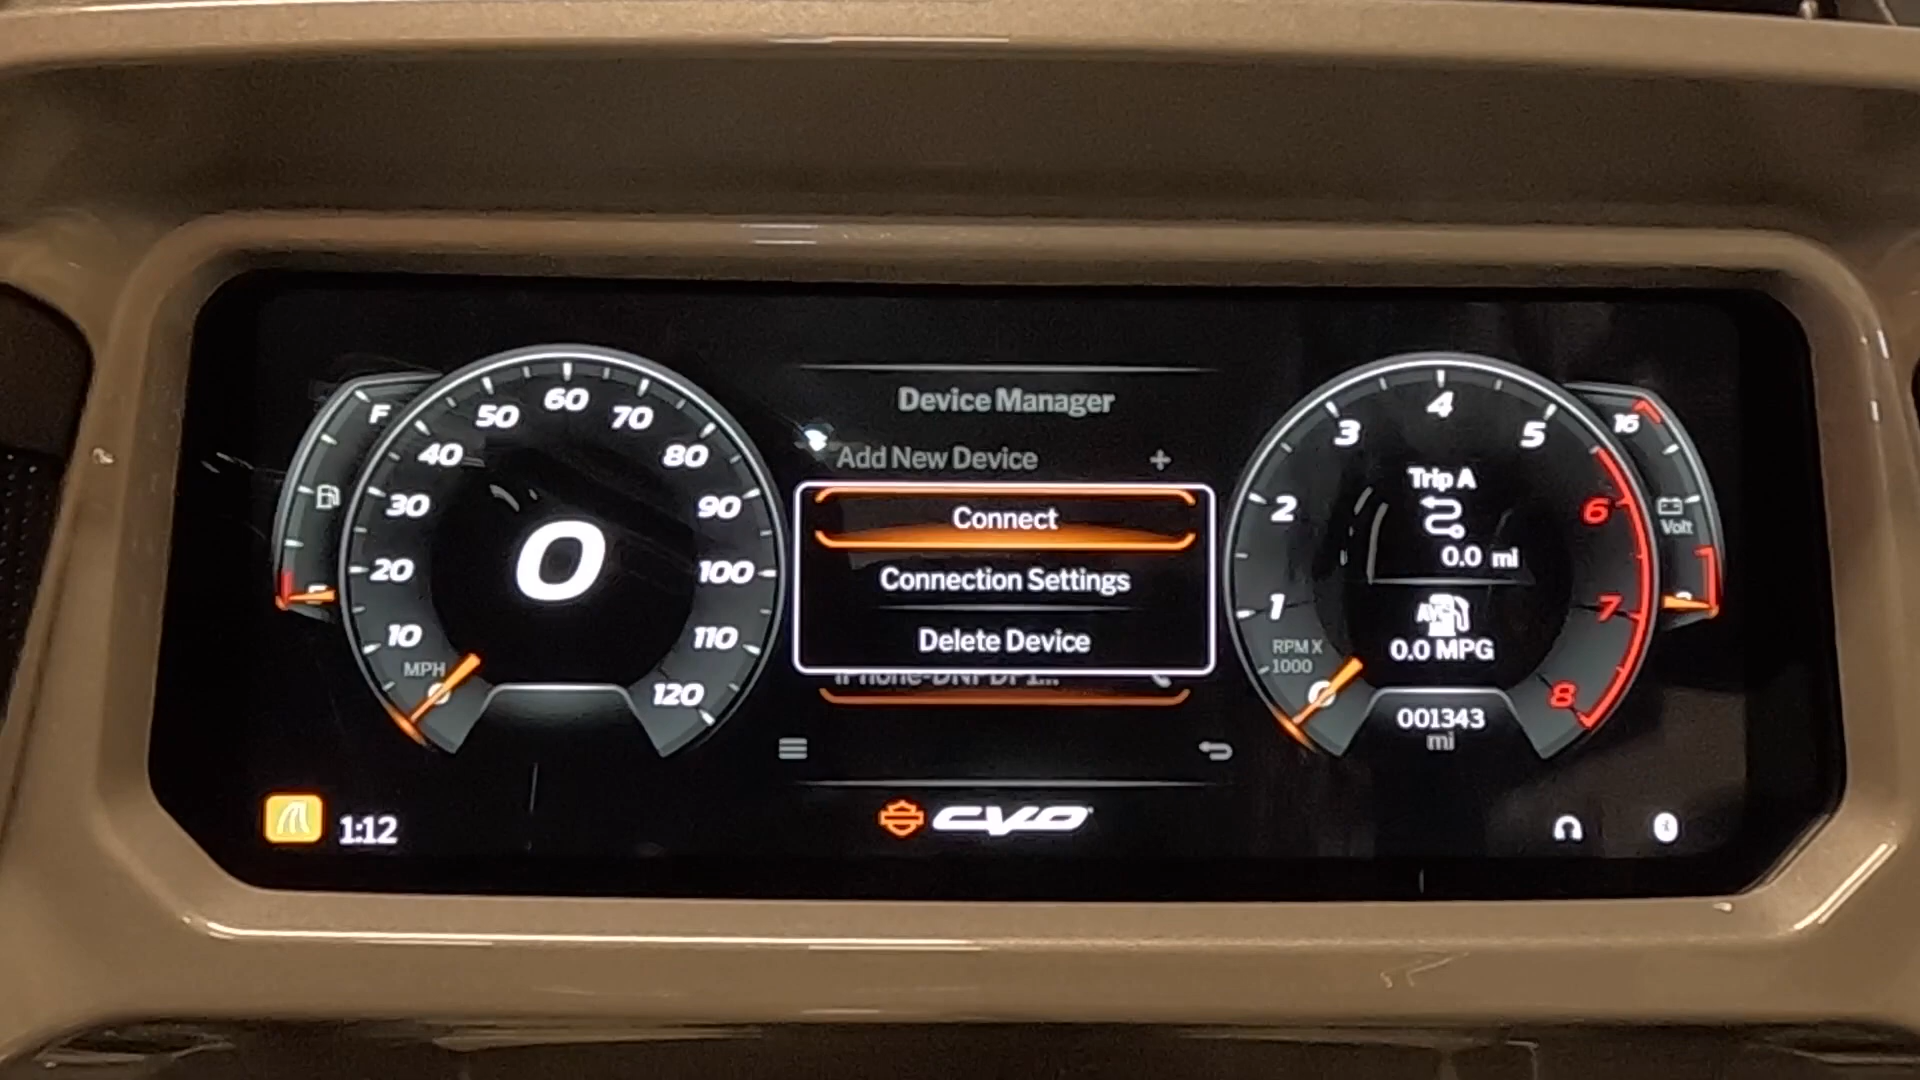 F
0
10
20
30
40
50
60
70
80
90
100
110
120
MPH
0
Device Manager
Add New Device +
Connect
Connection Settings
Delete Device
1
2
3
4
5
6
7
8
RPM X
1000
Trip A
0.0 mi
AVG
0.0 MPG
001343
mi
16
Volt
1:12
CVO